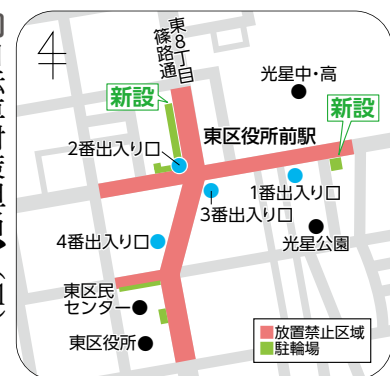 東8丁目
篠路通
新設
光星中・高
新設
東区役所前駅
2番出入り口
1番出入り口
3番出入り口
光星公園
4番出入り口
東区民
センター
東区役所
放置禁止区域
駐輪場